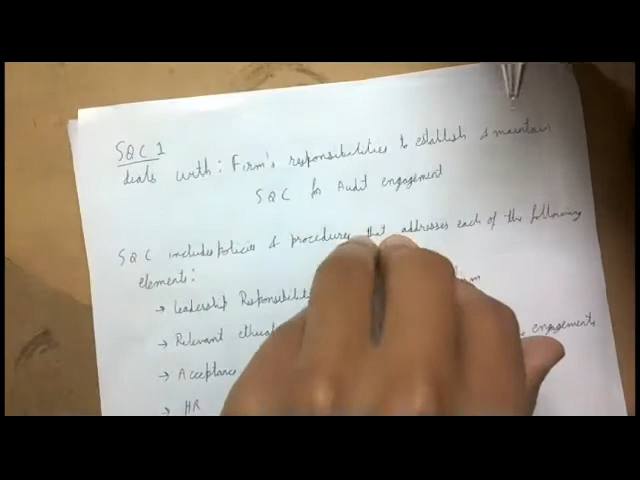 SQC 1
deals with: Firm's responsibilities to establish & maintain
SQC for Audit engagement
SQC includes policies & procedures that addresses each of the following
elements:
→ Leadership Responsibilit
→ Relevant ethical
→ Acceptance engagements
→ HR